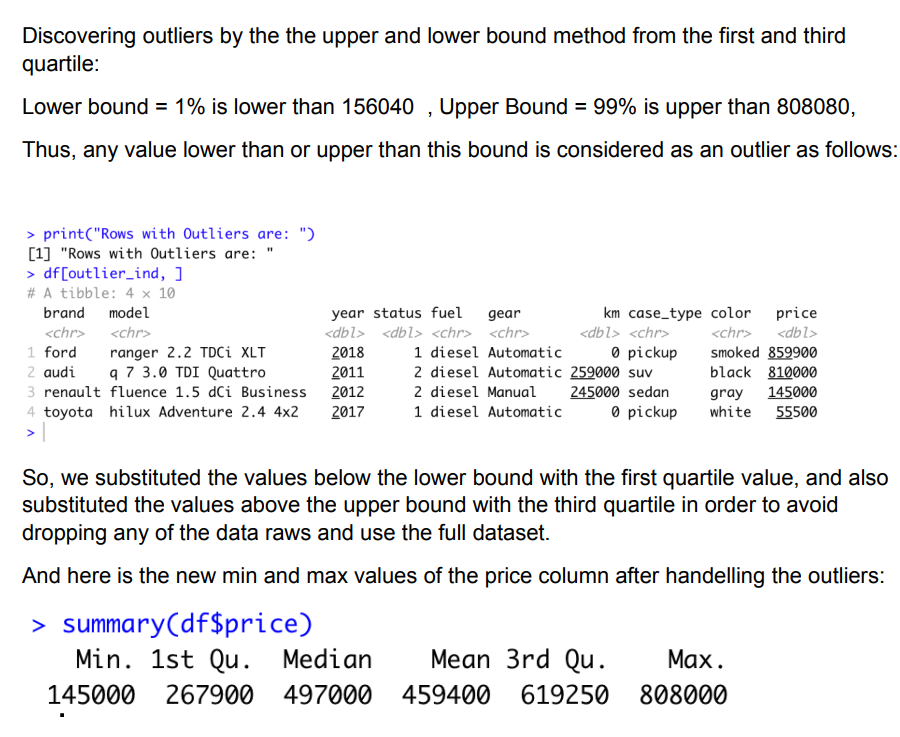 Discovering outliers by the the upper and lower bound method from the first and third
quartile:
Lower bound = 1% is lower than 156040 , Upper Bound = 99% is upper than 808080,
Thus, any value lower than or upper than this bound is considered as an outlier as follows:
> print("Rows with Outliers are: ")
[1] "Rows with Outliers are: "
> df[outlier_ind, ]
# A tibble: 4 × 10
brand model year status fuel gear km case_type color price
<chr> <chr> <dbl> <dbl> <chr> <chr> <dbl> <chr> <chr> <dbl>
1 ford ranger 2.2 TDCi XLT 2018 1 diesel Automatic 0 pickup smoked 859900
2 audi q 7 3.0 TDI Quattro 2011 2 diesel Automatic 259000 suv black 810000
3 renault fluence 1.5 dCi Business 2012 2 diesel Manual 245000 sedan gray 145000
4 toyota hilux Adventure 2.4 4x2 2017 1 diesel Automatic 0 pickup white 55500
>
So, we substituted the values below the lower bound with the first quartile value, and also
substituted the values above the upper bound with the third quartile in order to avoid
dropping any of the data raws and use the full dataset.
And here is the new min and max values of the price column after handelling the outliers:
> summary(df$price)
Min. 1st Qu. Median Mean 3rd Qu. Max.
145000 267900 497000 459400 619250 808000